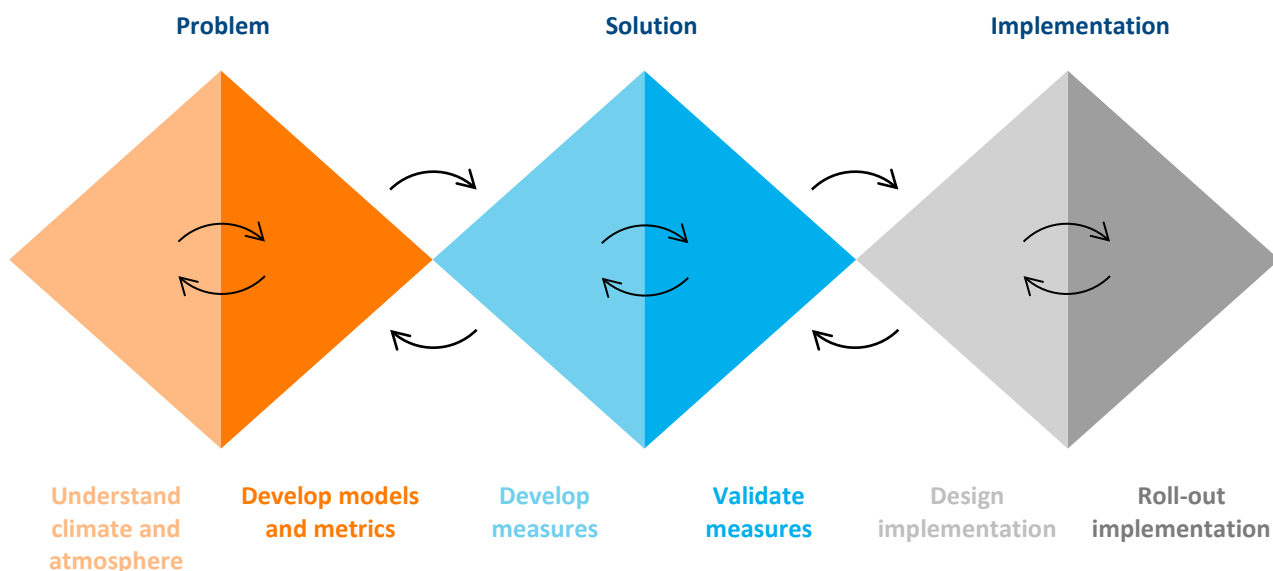 Problem
Solution
Implementation
Understand
climate and
atmosphere
Develop models
and metrics
Develop
measures
Validate
measures
Design
implementation
Roll-out
implementation